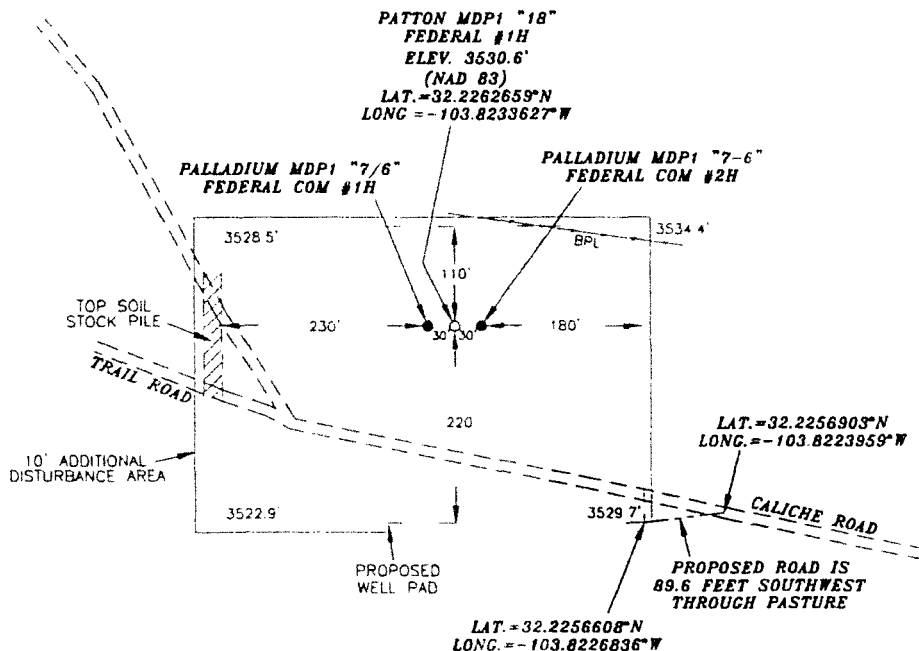 PATTON MDP1 "18"
FEDERAL #1H
ELEV. 3530.6'
(NAD 83)
LAT.=32.2262659°N
LONG =-103.8233627°W
PALLADIUM MDP1 "7/6"
FEDERAL COM #1H
PALLADIUM MDP1 "7-6"
FEDERAL COM #2H
3528.5'
3534 4'
BPL
110'
TOP SOIL
STOCK PILE
230'
30'
30'
180'
TRAIL ROAD
220
LAT.=32.2256903°N
LONG.=-103.8223959°W
10' ADDITIONAL
DISTURBANCE AREA
3522.9'
3529.7'
CALICHE ROAD
PROPOSED
WELL PAD
PROPOSED ROAD IS
89.6 FEET SOUTHWEST
THROUGH PASTURE
LAT.=32.2256608°N
LONG.=-103.8226836°W